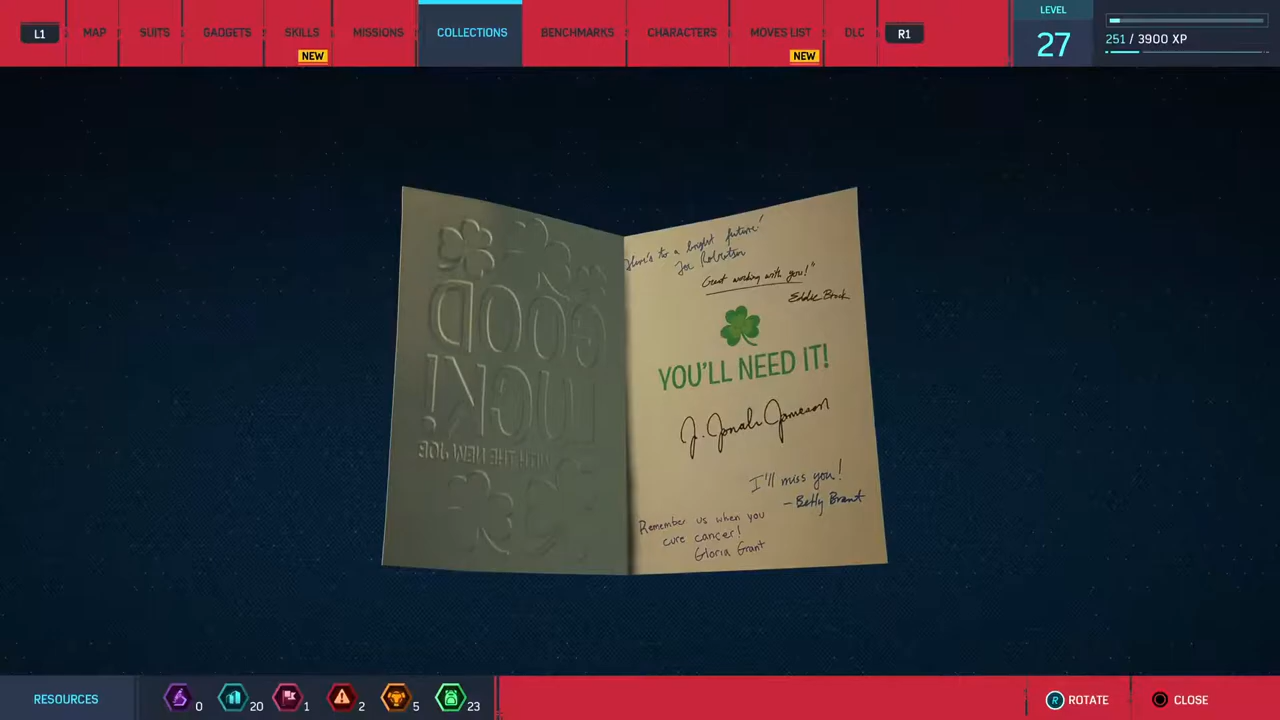 L1
MAP
SUITS
GADGETS
SKILLS
NEW
MISSIONS
COLLECTIONS
BENCHMARKS
CHARACTERS
MOVES LIST
NEW
DLC
R1
LEVEL
27
251 / 3900 XP
GOOD
LUCK!
WITH THE NEW JOB
Here's to a bright future!
Joe Robertson
Great working with you!"
Eddie Brock
YOU'LL NEED IT!
J. Jonah Jameson
I'll miss you!
- Betty Brant
Remember us when you
cure cancer!
Gloria Grant
RESOURCES
0
20
1
2
5
23
R ROTATE
CLOSE